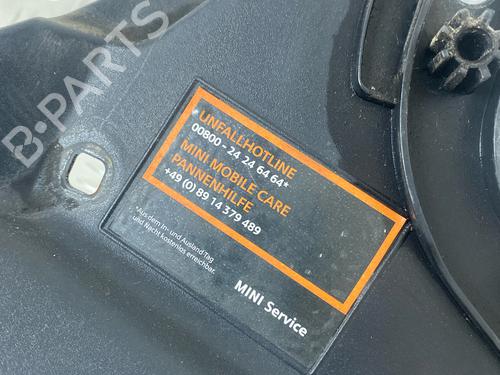 B-PARTS
UNFALLHOTLINE
00800 - 24 24 64 64*
MINI MOBILE CARE
PANNENHILFE
+49 (0) 89 14 379 489
*Aus dem In- und Ausland Tag
und Nacht kostenlos erreichbar.
MINI Service